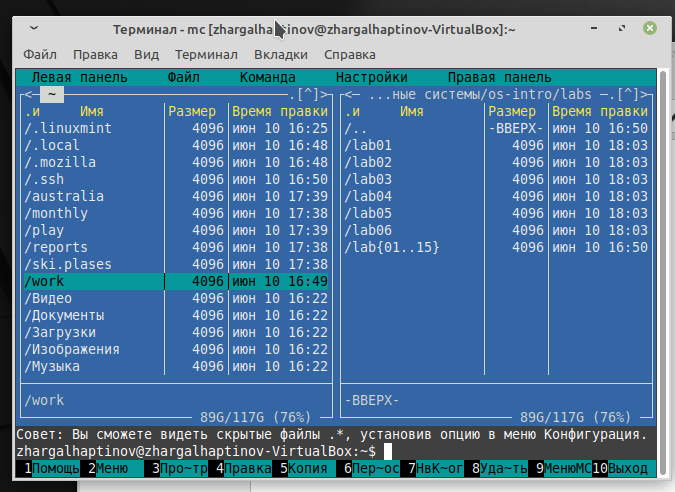 Терминал - mc [zhargalhaptinov@zhargalhaptinov-VirtualBox]:~
Файл Правка Вид Терминал Вкладки Справка
Левая панель Файл Команда Настройки Правая панель
<─ ~ .[^]> <─ ...ные системы/os-intro/labs .[^]>
.и Имя Размер Время правки .и Имя Размер Время правки
/.linuxmint 4096 июн 10 16:25 /.. -ВВЕРХ- июн 10 16:50
/.local 4096 июн 10 16:48 /lab01 4096 июн 10 18:03
/.mozilla 4096 июн 10 16:48 /lab02 4096 июн 10 18:03
/.ssh 4096 июн 10 16:50 /lab03 4096 июн 10 18:03
/australia 4096 июн 10 17:39 /lab04 4096 июн 10 18:03
/monthly 4096 июн 10 17:38 /lab05 4096 июн 10 18:03
/play 4096 июн 10 17:39 /lab06 4096 июн 10 18:03
/reports 4096 июн 10 17:38 /lab{01..15} 4096 июн 10 16:50
/ski.plases 4096 июн 10 17:38
/work 4096 июн 10 16:49
/Видео 4096 июн 10 16:22
/Документы 4096 июн 10 16:22
/Загрузки 4096 июн 10 16:22
/Изображения 4096 июн 10 16:22
/Музыка 4096 июн 10 16:22
/work -ВВЕРХ-
89G/117G (76%) 89G/117G (76%)
Совет: Вы сможете видеть скрытые файлы .*, установив опцию в меню Конфигурация.
zhargalhaptinov@zhargalhaptinov-VirtualBox:~$
1Помощь 2Меню 3Про~тр 4Правка 5Копия 6Пер~ос 7НвК~ог 8Уда~ть 9МенюMC 10Выход